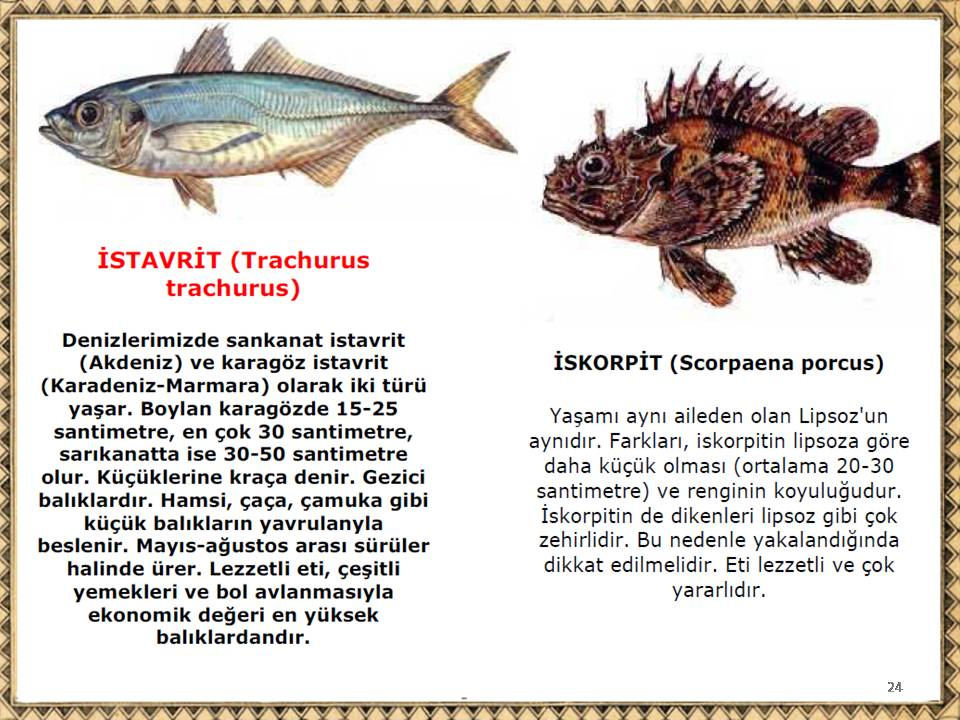 İSTAVRİT (Trachurus
trachurus)
Denizlerimizde sankanat istavrit
(Akdeniz) ve karagöz istavrit
(Karadeniz-Marmara) olarak iki türü
yaşar. Boylan karagözde 15-25
santimetre, en çok 30 santimetre,
sarıkanatta ise 30-50 santimetre
olur. Küçüklerine kraça denir. Gezici
balıklardır. Hamsi, çaça, çamuka gibi
küçük balıkların yavrulanyla
beslenir. Mayıs-ağustos arası sürüler
halinde ürer. Lezzetli eti, çeşitli
yemekleri ve bol avlanmasıyla
ekonomik değeri en yüksek
balıklardandır.
İSKORPİT (Scorpaena porcus)
Yaşamı aynı aileden olan Lipsoz'un
aynıdır. Farkları, iskorpitin lipsoza göre
daha küçük olması (ortalama 20-30
santimetre) ve renginin koyuluğudur.
İskorpitin de dikenleri lipsoz gibi çok
zehirlidir. Bu nedenle yakalandığında
dikkat edilmelidir. Eti lezzetli ve çok
yararlıdır.
24
-